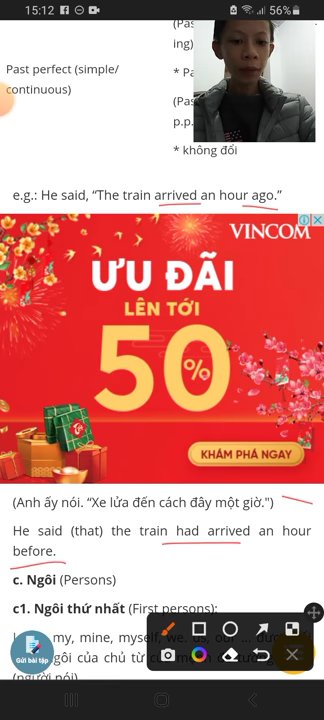 15:12 56%
(Pas
ing)
Past perfect (simple/
continuous)
* Pa
(Pas
p.p.
* không đổi
e.g.: He said, “The train arrived an hour ago.”
VINCOM
ƯU ĐÃI
LÊN TỚI
50%
KHÁM PHÁ NGAY
(Anh ấy nói. “Xe lửa đến cách đây một giờ.")
He said (that) the train had arrived an hour
before.
c. Ngôi (Persons)
c1. Ngôi thứ nhất (First persons):
my, mine, myself, we, us, our ...
Gửi bài tập
ngôi của chủ từ
(người nói)